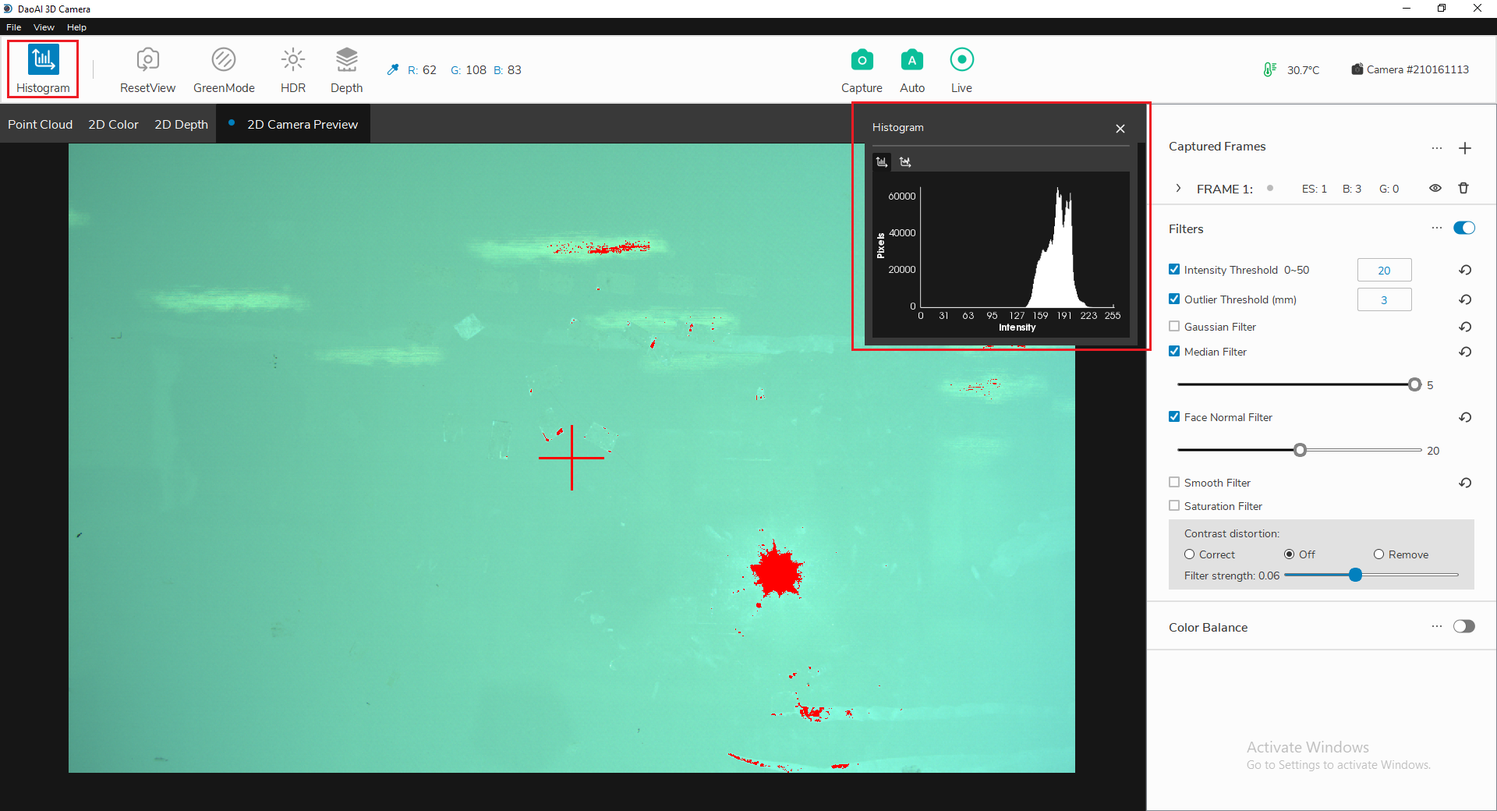 DaoAI 3D Camera
File View Help
Histogram
ResetView
GreenMode
HDR
Depth
R: 62 G: 108 B: 83
Capture
Auto
Live
30.7°C
Camera #210161113
Point Cloud
2D Color
2D Depth
2D Camera Preview
Histogram
60000
40000
20000
0
Pixels
0 31 63 95 127 159 191 223 255
Intensity
Captured Frames
FRAME 1: ES: 1 B: 3 G: 0
Filters
Intensity Threshold 0~50 20
Outlier Threshold (mm) 3
Gaussian Filter
Median Filter
5
Face Normal Filter
20
Smooth Filter
Saturation Filter
Contrast distortion:
Correct Off Remove
Filter strength: 0.06
Color Balance
Activate Windows
Go to Settings to activate Windows.